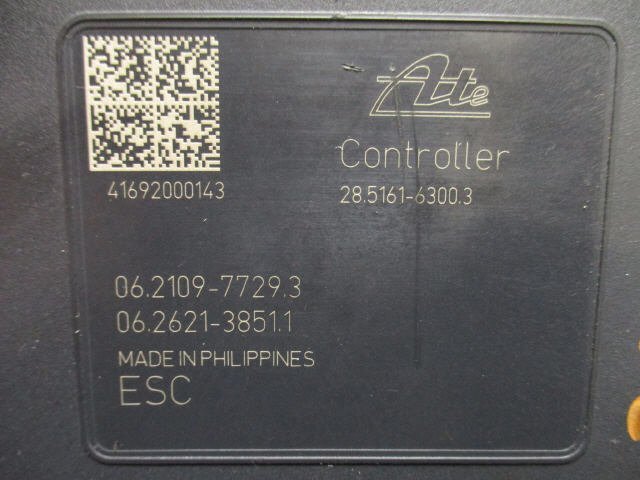 Ate
Controller
41692000143
28.5161-6300.3
06.2109-7729.3
06.2621-3851.1
MADE IN PHILIPPINES
ESC